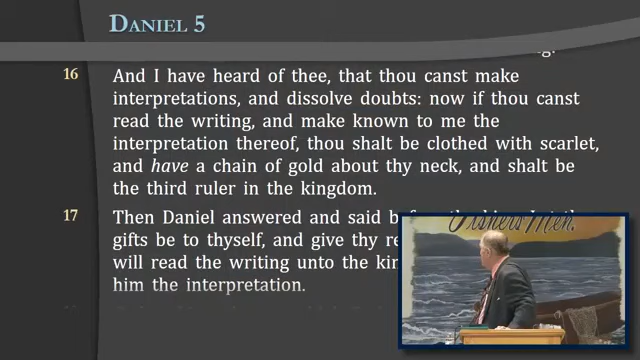 DANIEL 5
16 And I have heard of thee, that thou canst make
interpretations, and dissolve doubts: now if thou canst
read the writing, and make known to me the
interpretation thereof, thou shalt be clothed with scarlet,
and have a chain of gold about thy neck, and shalt be
the third ruler in the kingdom.
17 Then Daniel answered and said
gifts be to thyself, and give thy
will read the writing unto the
him the interpretation.
Fishers Men.